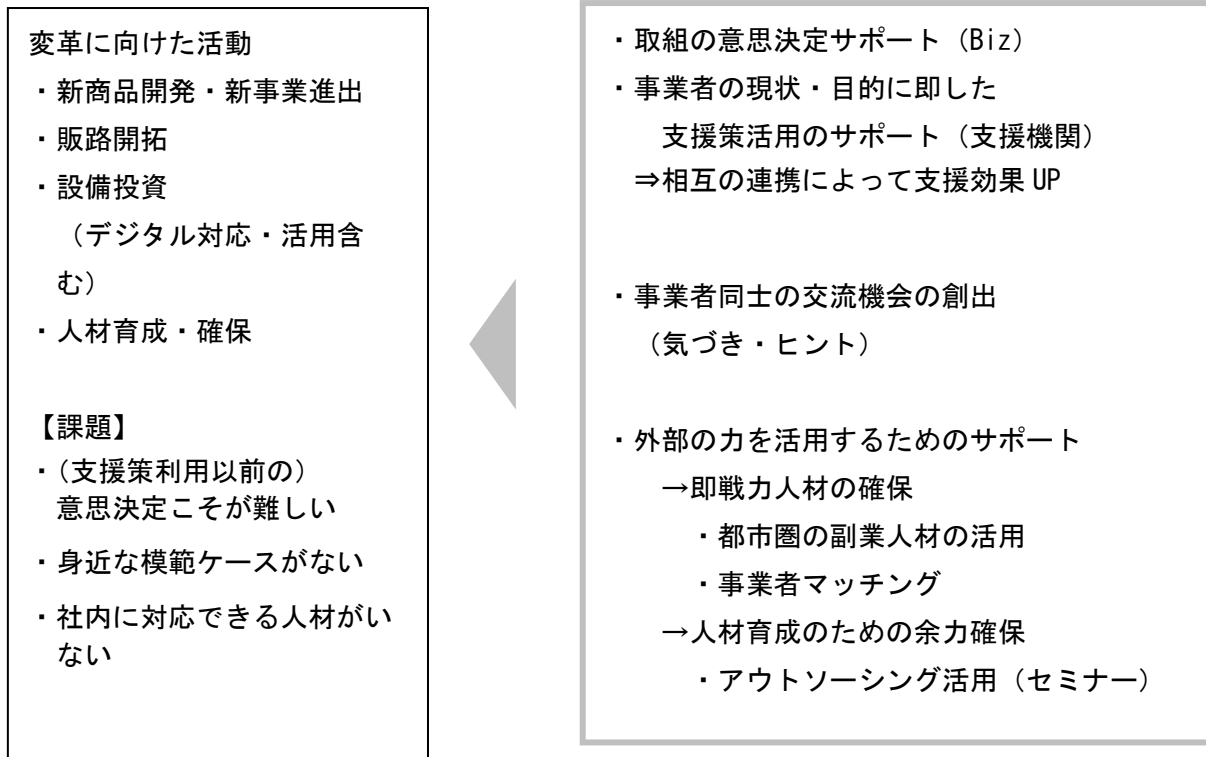 変革に向けた活動
・新商品開発・新事業進出
・販路開拓
・設備投資
（デジタル対応・活用含
む）
・人材育成・確保
【課題】
・（支援策利用以前の）
意思決定こそが難しい
・身近な模範ケースがない
・社内に対応できる人材がい
ない
・取組の意思決定サポート（Biz）
・事業者の現状・目的に即した
支援策活用のサポート（支援機関）
⇒相互の連携によって支援効果 UP
・事業者同士の交流機会の創出
（気づき・ヒント）
・外部の力を活用するためのサポート
→即戦力人材の確保
・都市圏の副業人材の活用
・事業者マッチング
→人材育成のための余力確保
・アウトソーシング活用（セミナー）